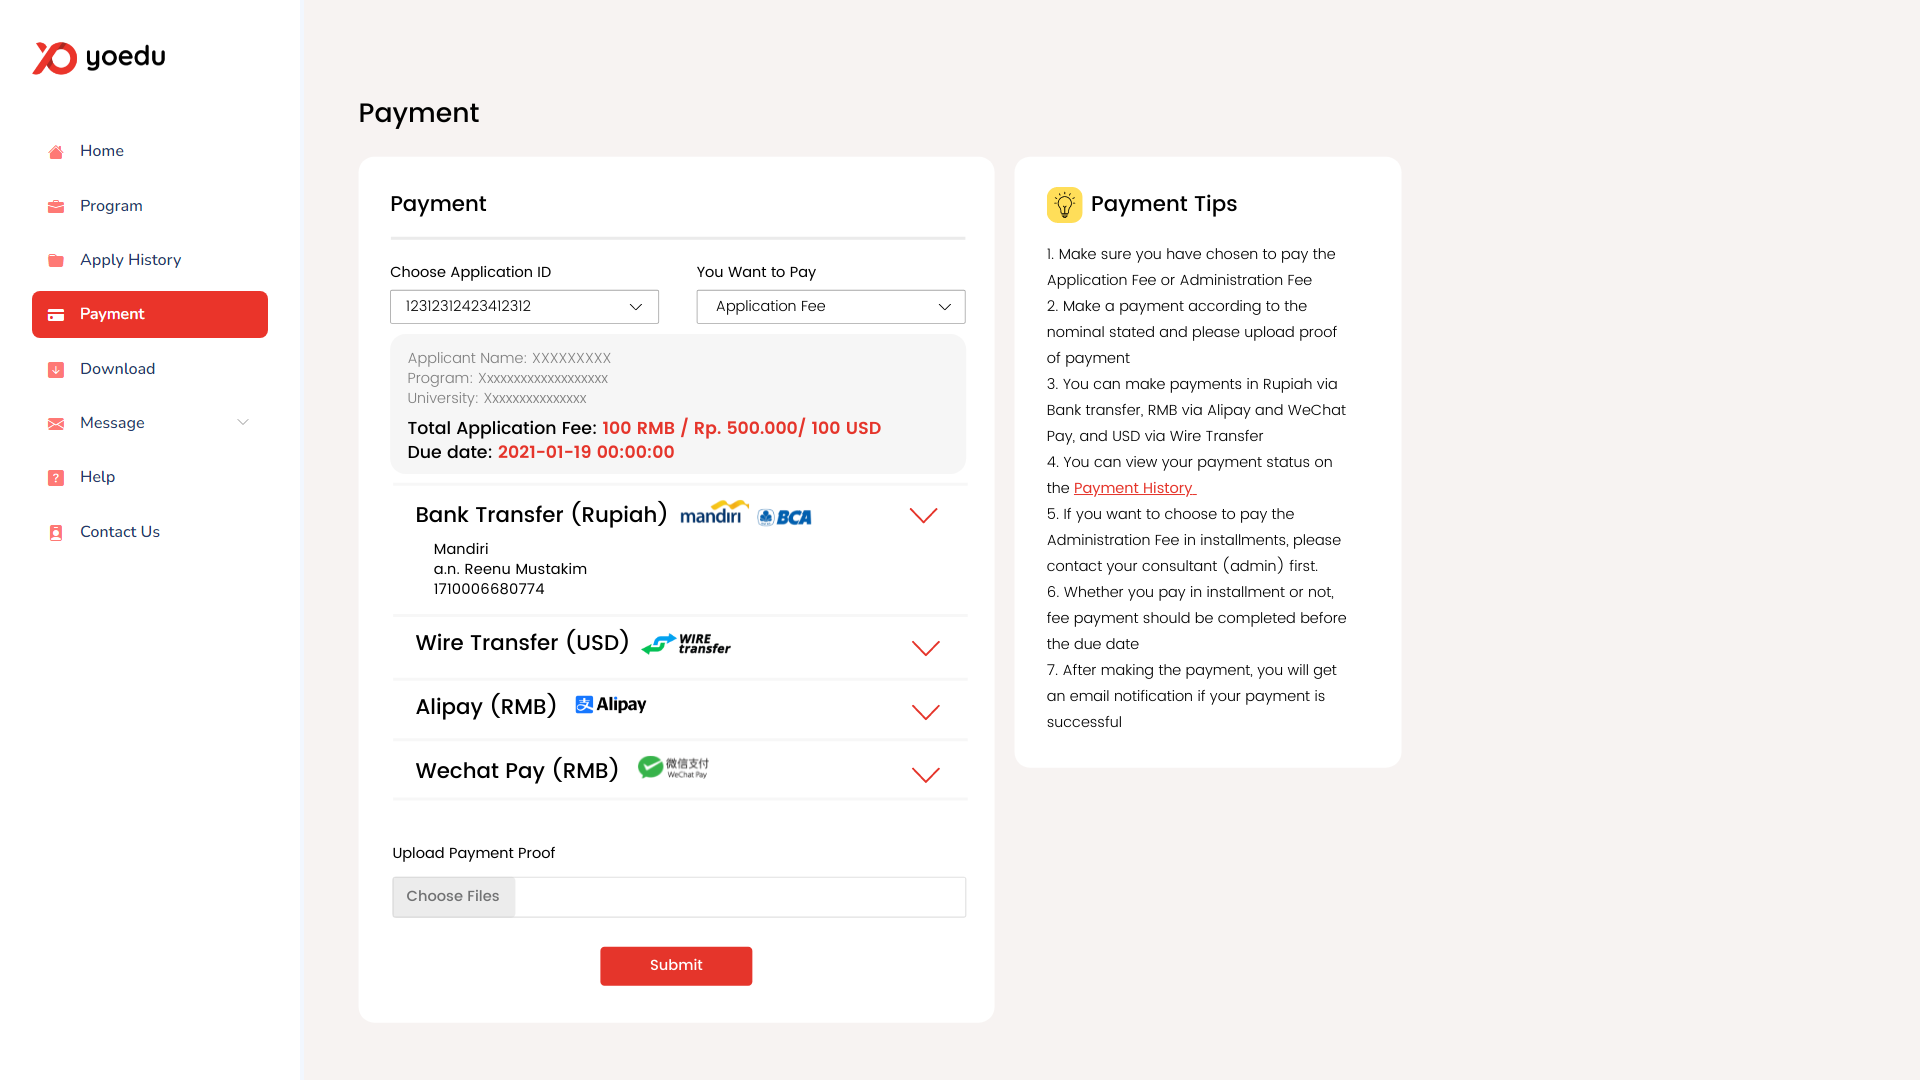 yoedu
Home
Program
Apply History
Payment
Download
Message
Help
Contact Us
Payment
Payment
Choose Application ID
You Want to Pay
12312312423412312
Application Fee
Applicant Name: XXXXXXXXX
Program: Xxxxxxxxxxxxxxxxxxx
University: Xxxxxxxxxxxxxxx
Total Application Fee: 100 RMB / Rp. 500.000/ 100 USD
Due date: 2021-01-19 00:00:00
Bank Transfer (Rupiah) mandiri BCA
Mandiri
a.n. Reenu Mustakim
1710006680774
Wire Transfer (USD) WIRE transfer
Alipay (RMB) 支 Alipay
Wechat Pay (RMB) 微信支付 WeChat Pay
Upload Payment Proof
Choose Files
Submit
Payment Tips
1. Make sure you have chosen to pay the
Application Fee or Administration Fee
2. Make a payment according to the
nominal stated and please upload proof
of payment
3. You can make payments in Rupiah via
Bank transfer, RMB via Alipay and WeChat
Pay, and USD via Wire Transfer
4. You can view your payment status on
the Payment History
5. If you want to choose to pay the
Administration Fee in installments, please
contact your consultant (admin) first.
6. Whether you pay in installment or not,
fee payment should be completed before
the due date
7. After making the payment, you will get
an email notification if your payment is
successful